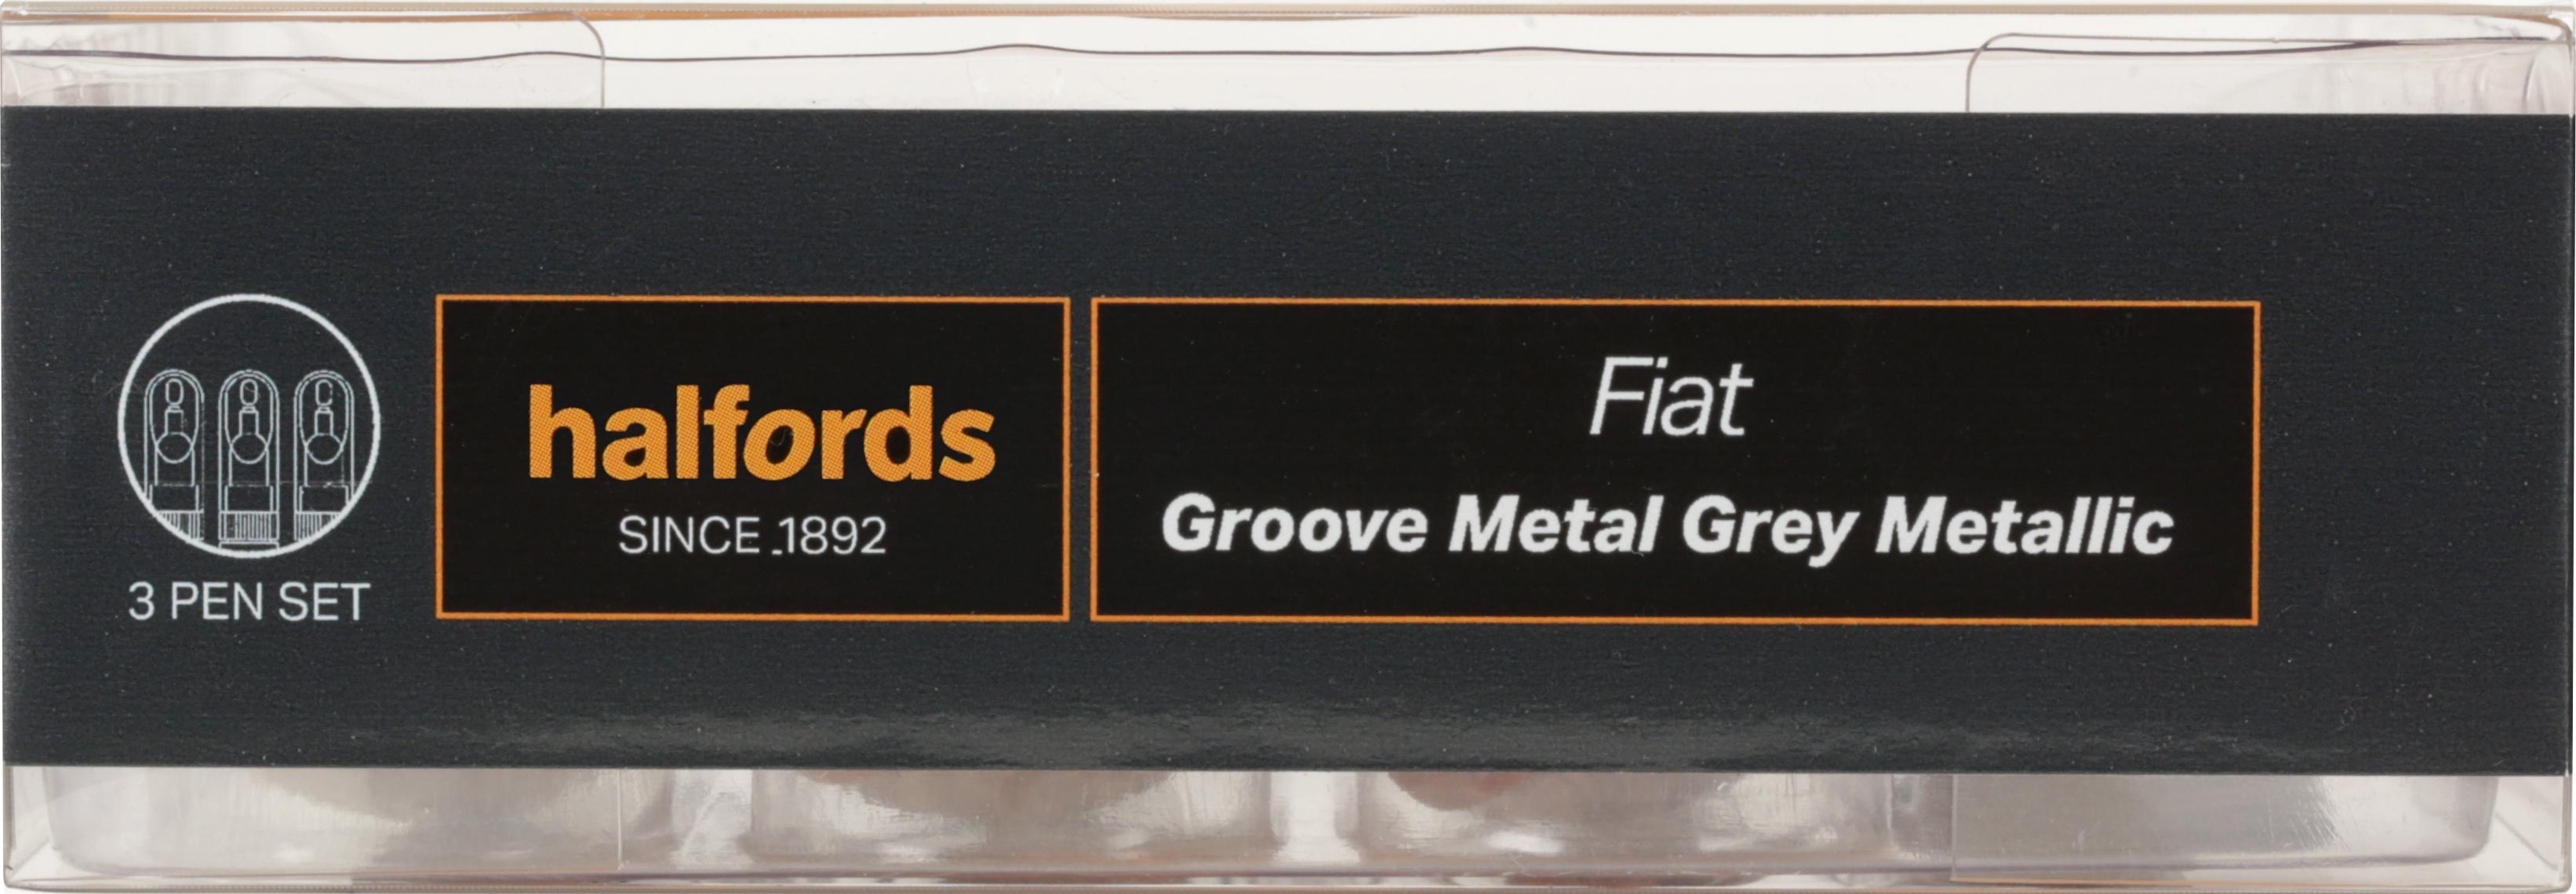 3 PEN SET
halfords
SINCE 1892
Fiat
Groove Metal Grey Metallic